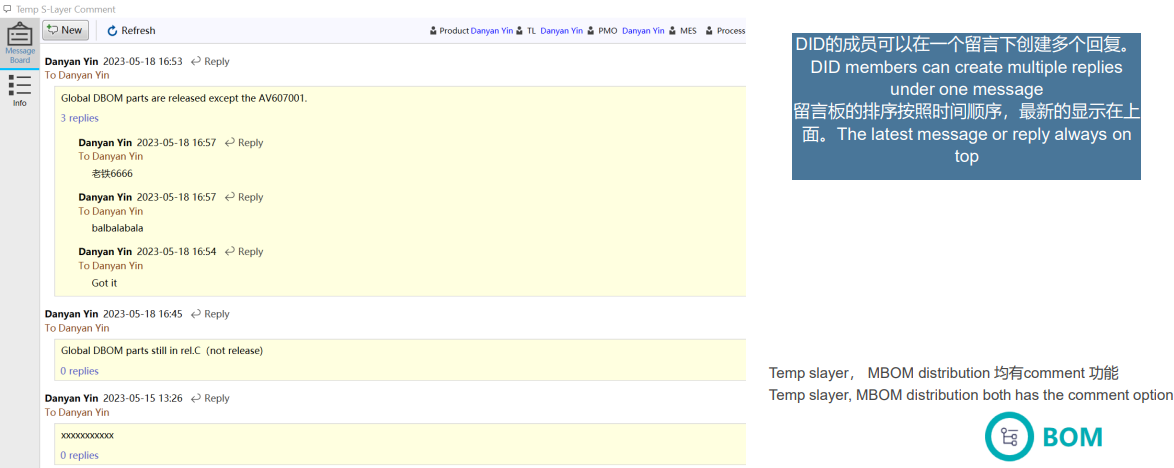 Temp S-Layer Comment
New
Refresh
Product Danyan Yin TL Danyan Yin PMO Danyan Yin MES Process
Message
Board
Info
Danyan Yin 2023-05-18 16:53 Reply
To Danyan Yin
Global DBOM parts are released except the AV607001.
3 replies
Danyan Yin 2023-05-18 16:57 Reply
To Danyan Yin
老铁6666
Danyan Yin 2023-05-18 16:57 Reply
To Danyan Yin
balbalabala
Danyan Yin 2023-05-18 16:54 Reply
To Danyan Yin
Got it
Danyan Yin 2023-05-18 16:45 Reply
To Danyan Yin
Global DBOM parts still in rel.C（not release)
0 replies
Danyan Yin 2023-05-15 13:26 Reply
To Danyan Yin
xxxxxxxxxxx
0 replies
DID的成员可以在一个留言下创建多个回复。
DID members can create multiple replies
under one message
留言板的排序按照时间顺序，最新的显示在上
面。The latest message or reply always on
top
Temp slayer， MBOM distribution 均有comment 功能
Temp slayer, MBOM distribution both has the comment option
BOM